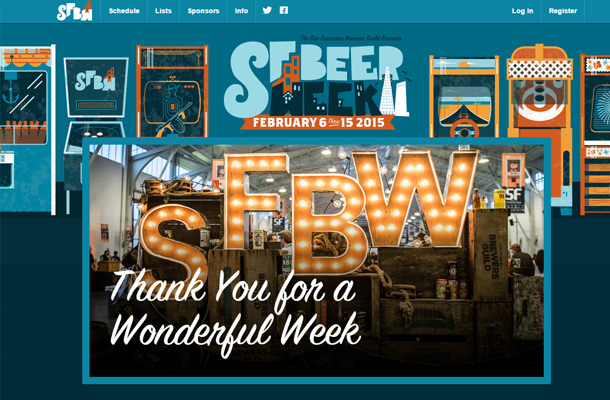 SFBW
Schedule
Lists
Sponsors
Info
Log In
Register
The San Francisco Brewers Guild Presents
SF BEER
WEEK
FEBRUARY 6 thru 15 2015
SFBW
SFBW
SF
BREWERS
GUILD
Thank You for a
Wonderful Week